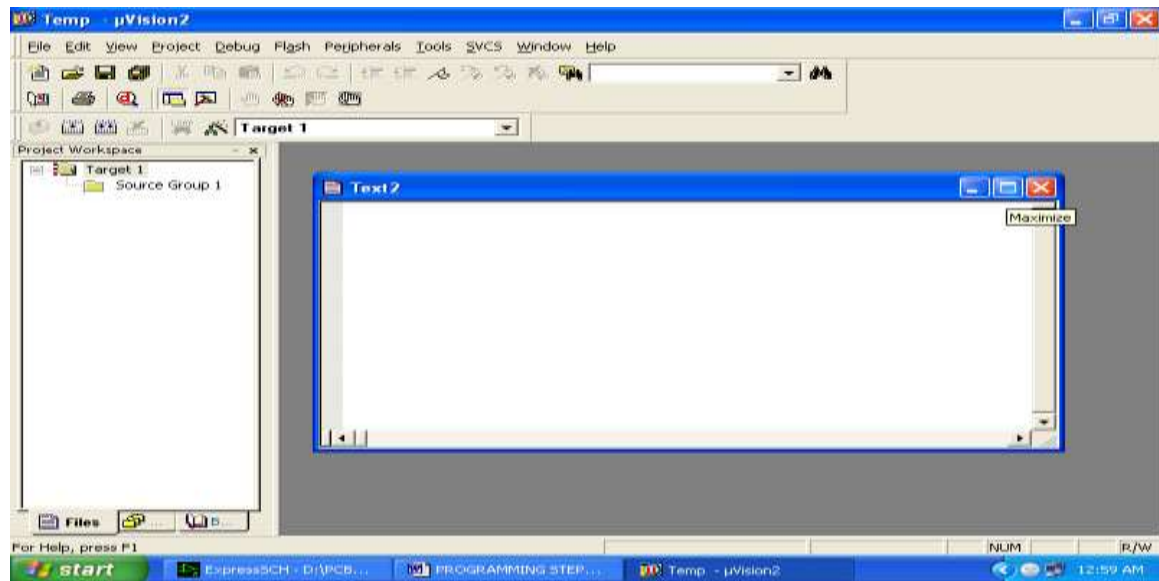 Temp - µVision2
File Edit View Project Debug Flash Peripherals Tools SVCS Window Help
Target 1
Project Workspace
Target 1
Source Group 1
Text2
Maximize
Files ... B...
For Help, press F1
NUM R/W
start ExpressSCH - D:\PCB... PROGRAMMING STEP... Temp - µVision2 12:59 AM